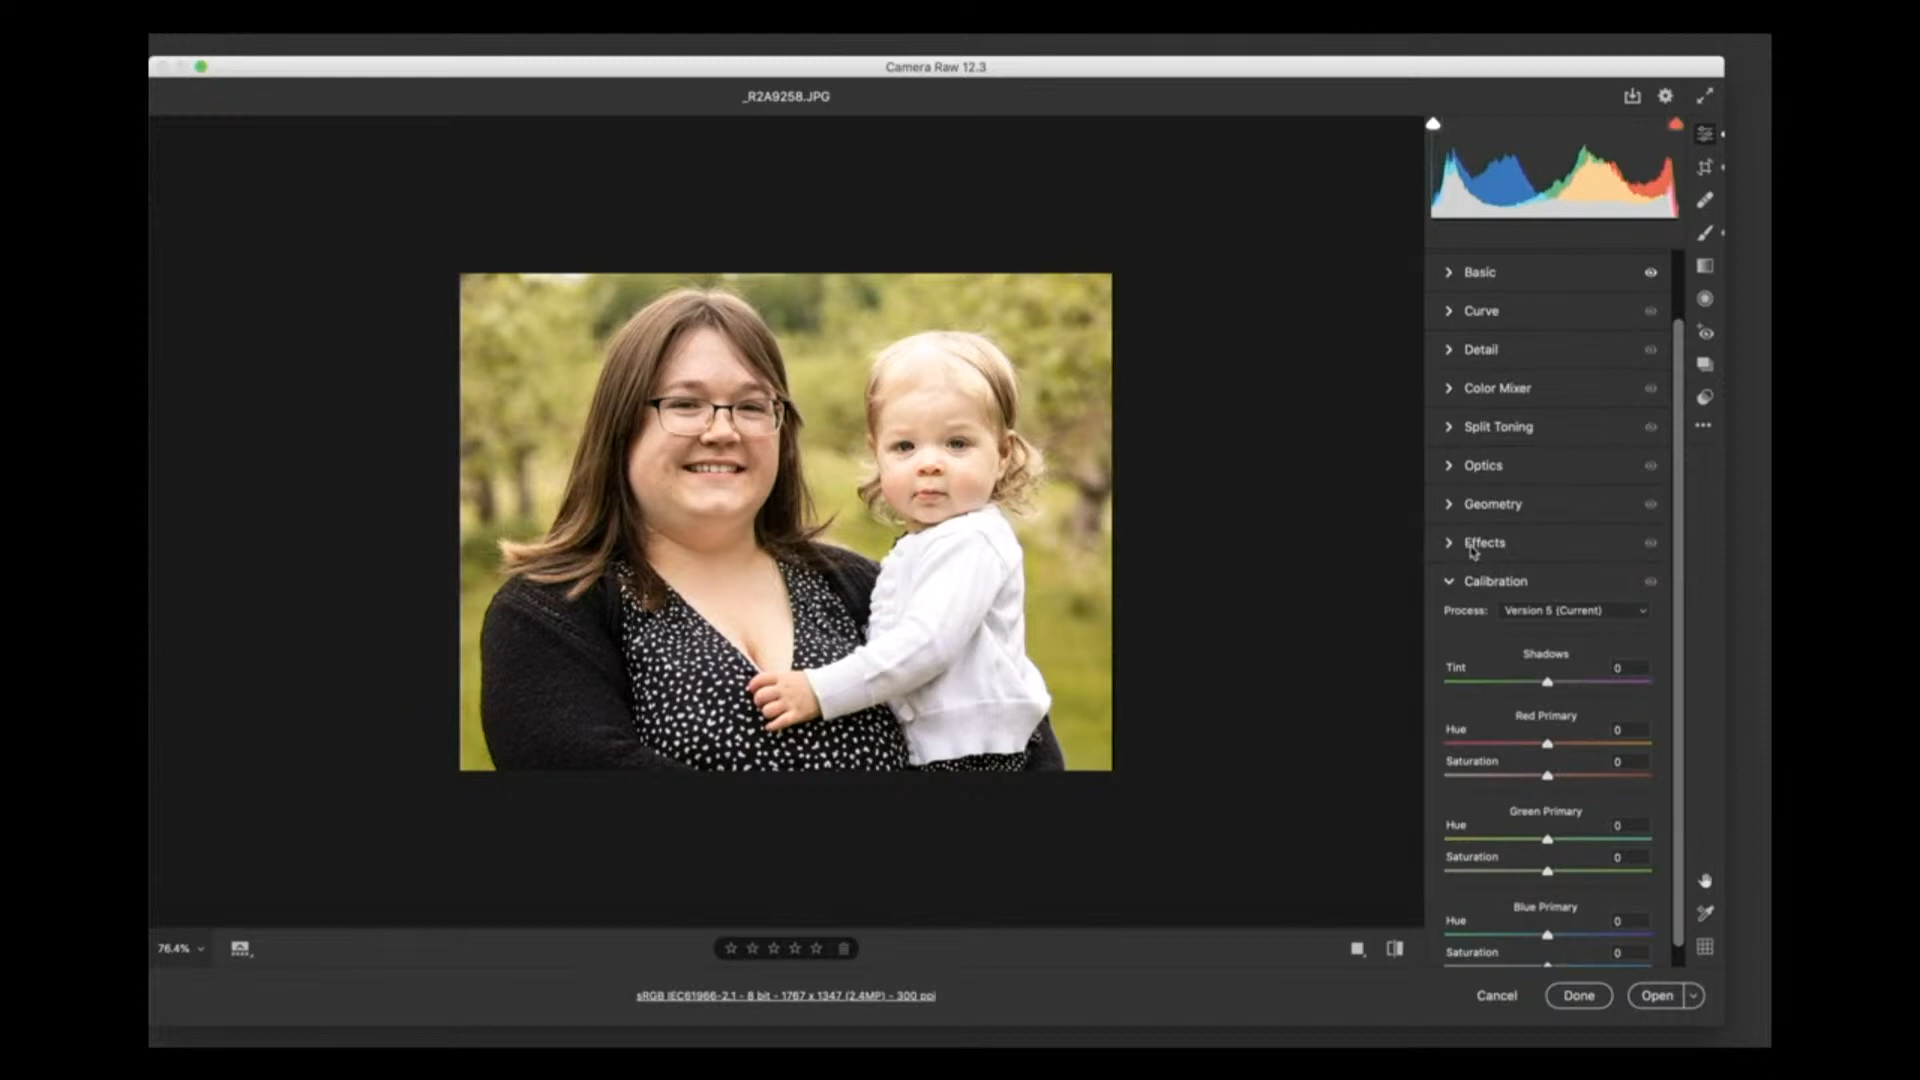 Camera Raw 12.3
_R2A9258.JPG
Basic
Curve
Detail
Color Mixer
Split Toning
Optics
Geometry
Effects
Calibration
Process: Version 5 (Current)
Shadows
Tint 0
Red Primary
Hue 0
Saturation 0
Green Primary
Hue 0
Saturation 0
Blue Primary
Hue 0
Saturation 0
76.4%
sRGB IEC61966-2.1 - 8 bit - 1767 x 1347 (2.4MP) - 300 ppi
Cancel Done Open